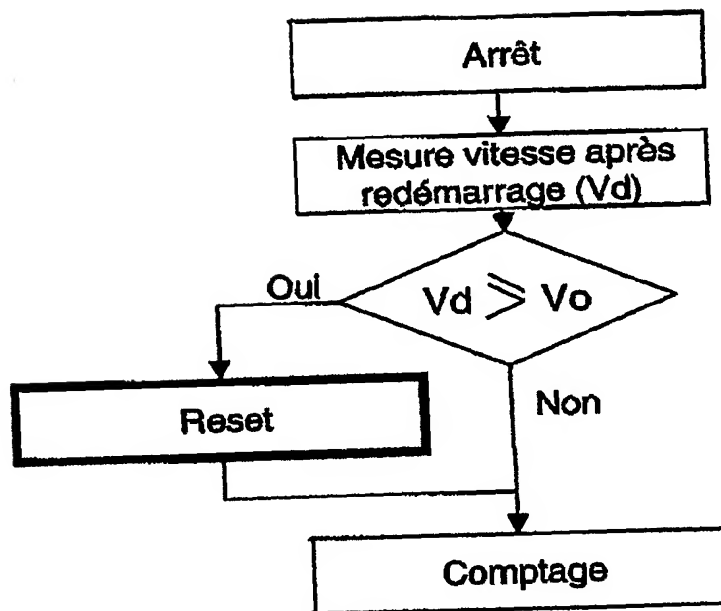 Arrêt
Mesure vitesse après
redémarrage (Vd)
Oui
Vd ⩾ Vo
Non
Reset
Comptage